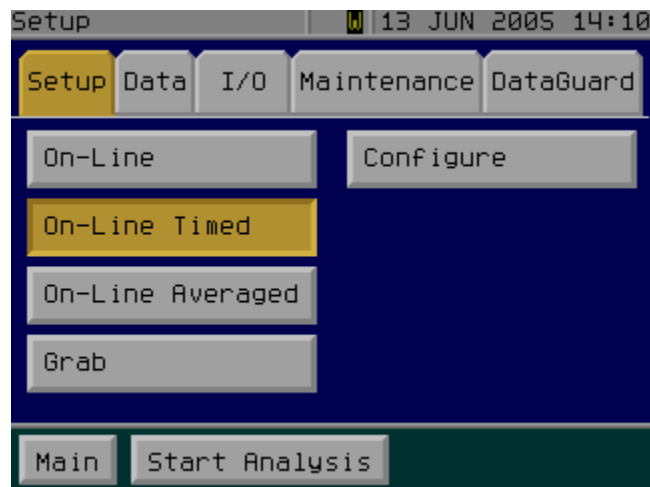 Setup W 13 JUN 2005 14:10
Setup Data I/O Maintenance DataGuard
On-Line Configure
On-Line Timed
On-Line Averaged
Grab
Main Start Analysis